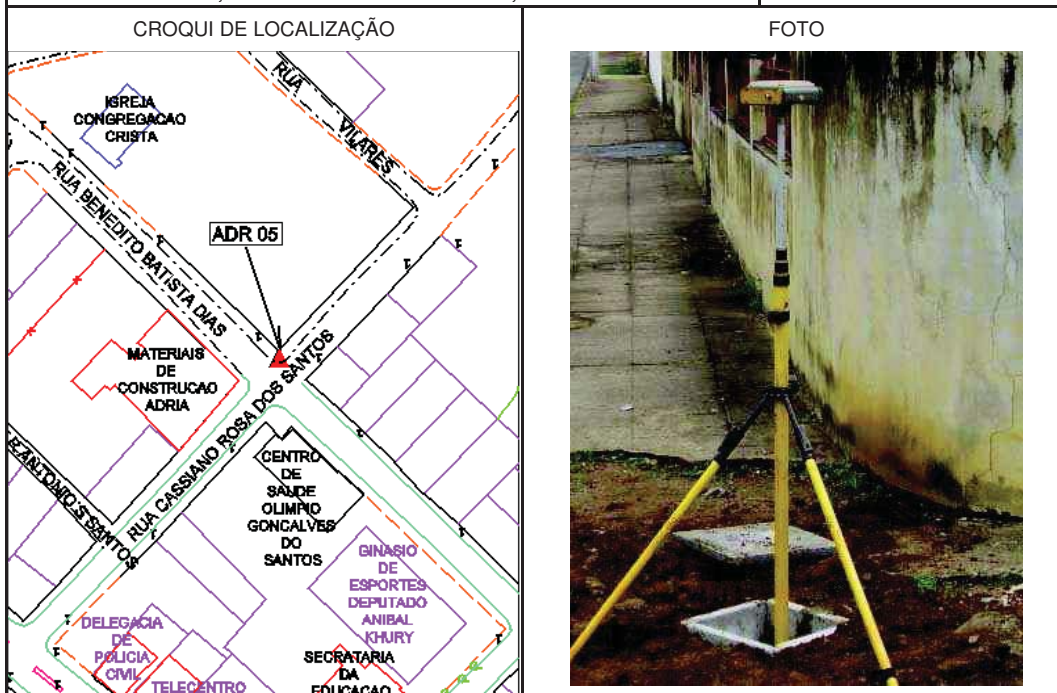 CROQUI DE LOCALIZAÇÃO
FOTO
IGREJA
CONGREGACAO
CRISTA
RUA
VILARES
RUA BENEDITO BATISTA DIAS
ADR 05
MATERIAIS
DE
CONSTRUCAO
ADRIA
RUA CASSIANO ROSA DOS SANTOS
R.ANTONIO S SANTOS
CENTRO
DE
SAUDE
OLIMPIO
GONCALVES
DO
SANTOS
GINASIO
DE
ESPORTES
DEPUTADO
ANIBAL
KHURY
DELEGACIA
DE
POLICIA
CIVIL
TELECENTRO
SECRATARIA
DA
EDUCACAO